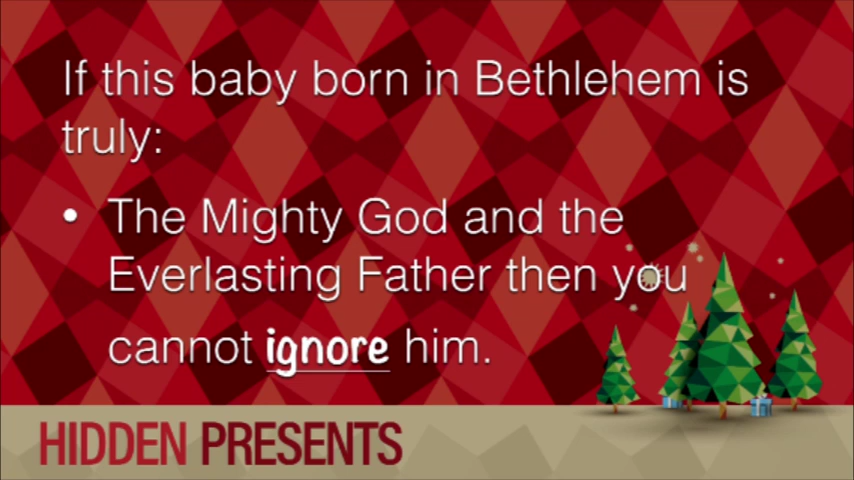 If this baby born in Bethlehem is
truly:
• The Mighty God and the
Everlasting Father then you
cannot ignore him.
HIDDEN PRESENTS